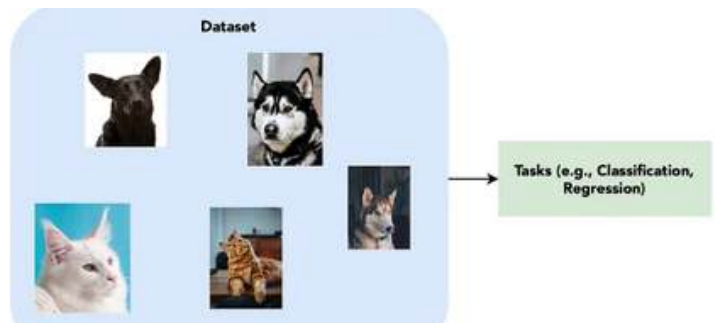 Dataset
Tasks (e.g., Classification,
Regression)